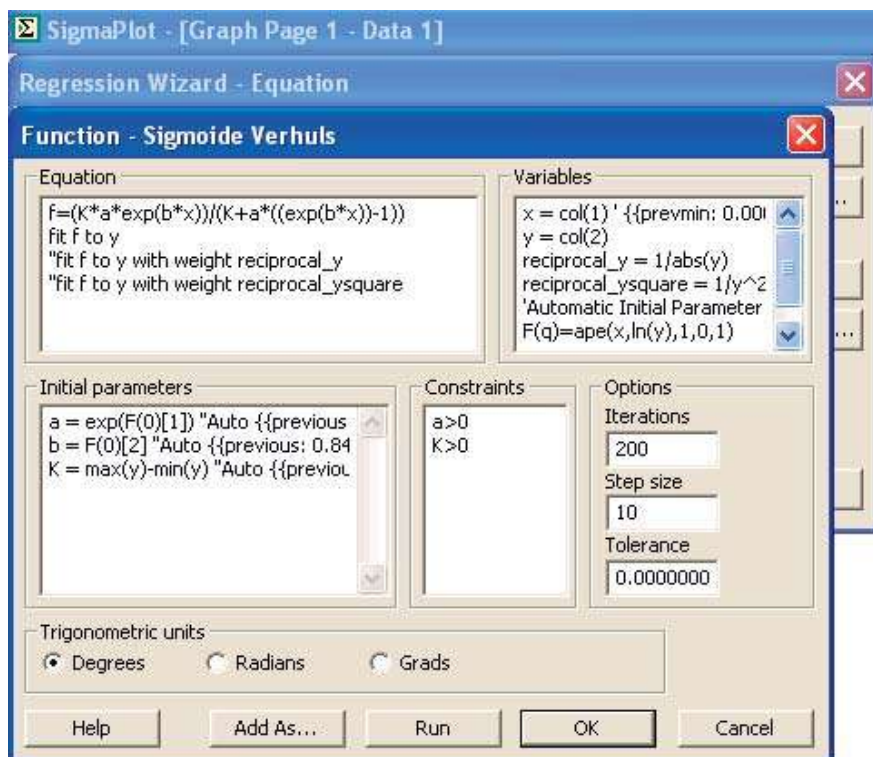 SigmaPlot - [Graph Page 1 - Data 1]
Regression Wizard - Equation
Function - Sigmoide Verhuls
Equation
f=(K*a*exp(b*x))/(K+a*((exp(b*x))-1))
fit f to y
"fit f to y with weight reciprocal_y
"fit f to y with weight reciprocal_ysquare
Variables
x = col(1) ' {{prevmin: 0.00
y = col(2)
reciprocal_y = 1/abs(y)
reciprocal_ysquare = 1/y^2
'Automatic Initial Parameter
F(q)=ape(x,ln(y),1,0,1)
Initial parameters
a = exp(F(0)[1]) "Auto {{previous
b = F(0)[2] "Auto {{previous: 0.84
K = max(y)-min(y) "Auto {{previou
Constraints
a>0
K>0
Options
Iterations
200
Step size
10
Tolerance
0.0000000
Trigonometric units
Degrees Radians Grads
Help Add As... Run OK Cancel